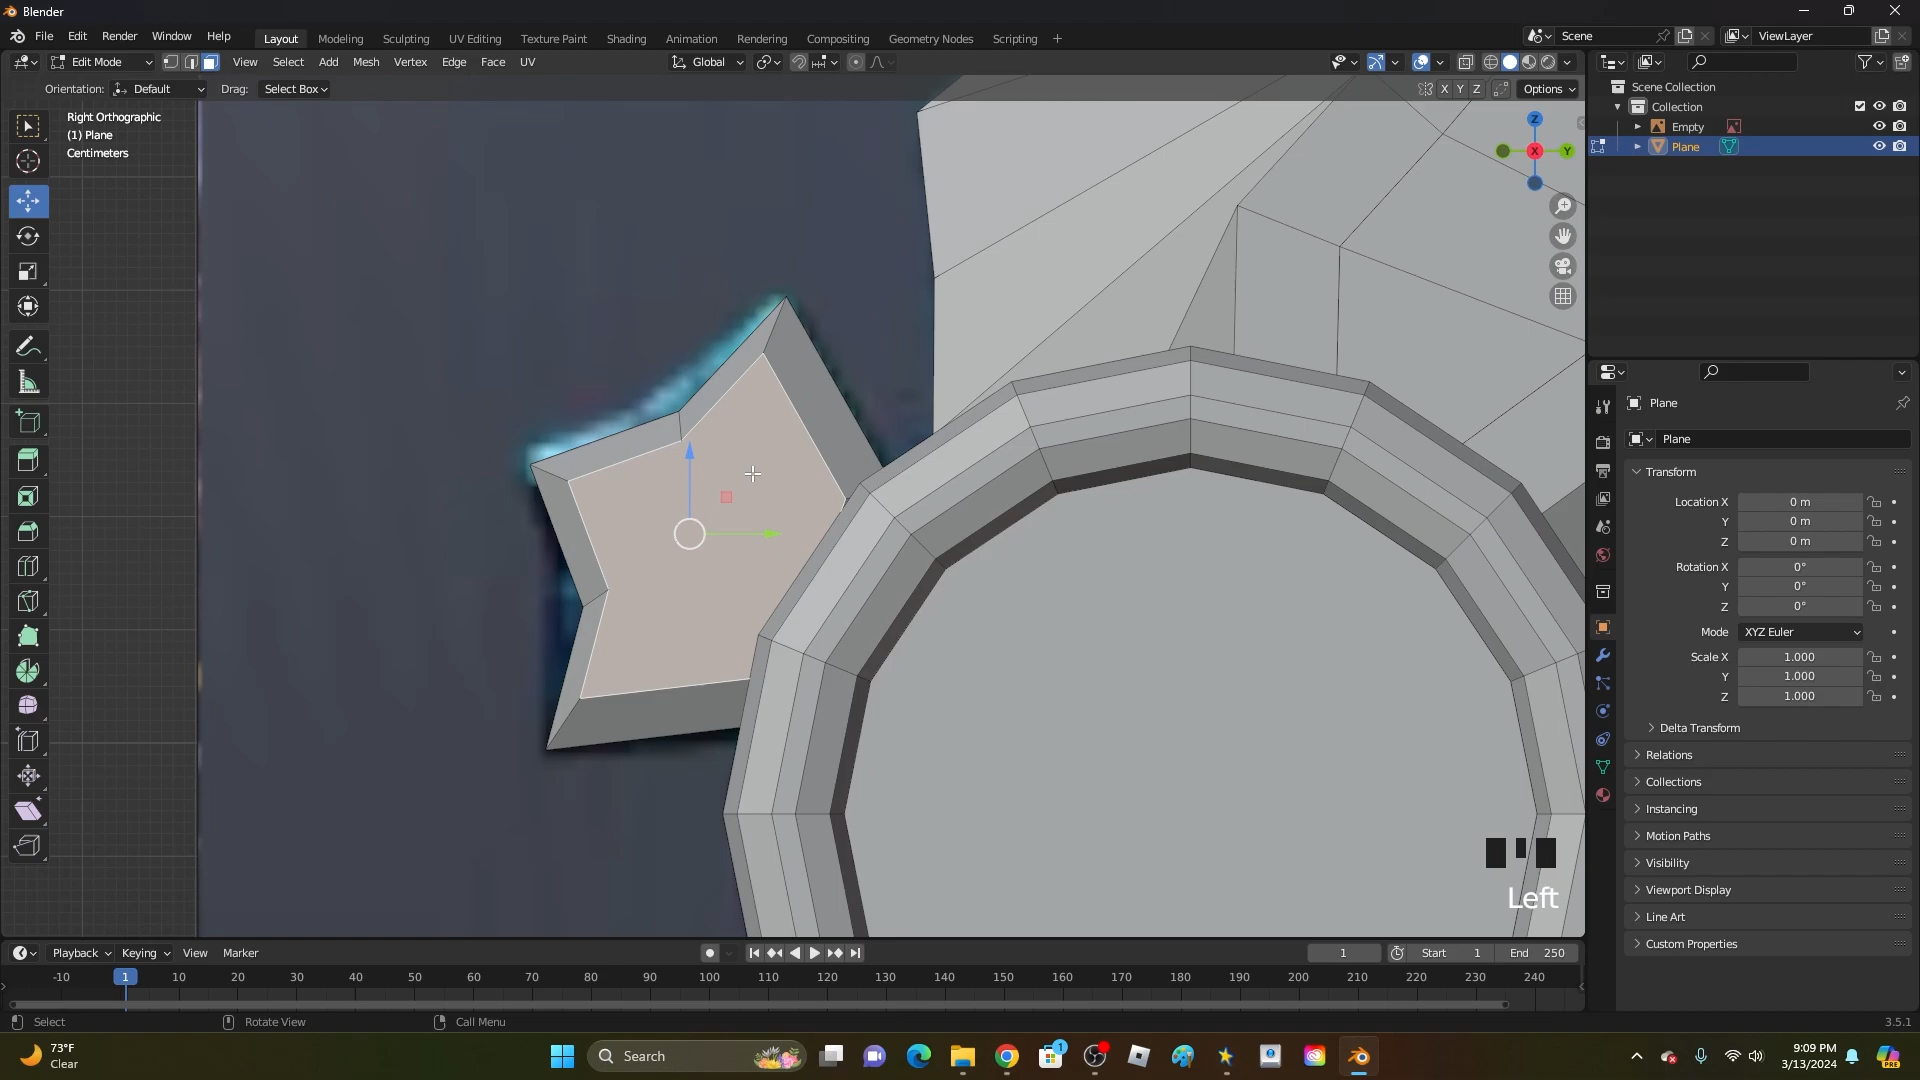 Blender
File Edit Render Window Help
Layout Modeling Sculpting UV Editing Texture Paint Shading Animation Rendering Compositing Geometry Nodes Scripting +
Scene
ViewLayer
Edit Mode View Select Add Mesh Vertex Edge Face UV
Global
Orientation: Default Drag: Select Box
X Y Z Options
Right Orthographic
(1) Plane
Centimeters
Z
X
Y
Scene Collection
Collection
Empty
Plane
Plane
Plane
Transform
Location X 0 m
Y 0 m
Z 0 m
Rotation X 0°
Y 0°
Z 0°
Mode XYZ Euler
Scale X 1.000
Y 1.000
Z 1.000
Delta Transform
Relations
Collections
Instancing
Motion Paths
Visibility
Viewport Display
Line Art
Custom Properties
Left
Playback Keying View Marker
1 Start 1 End 250
-10 1 10 20 30 40 50 60 70 80 90 100 110 120 130 140 150 160 170 180 190 200 210 220 230 240
Select Rotate View Call Menu 3.5.1
73°F
Clear
Search
1
9:09 PM
3/13/2024
PRE